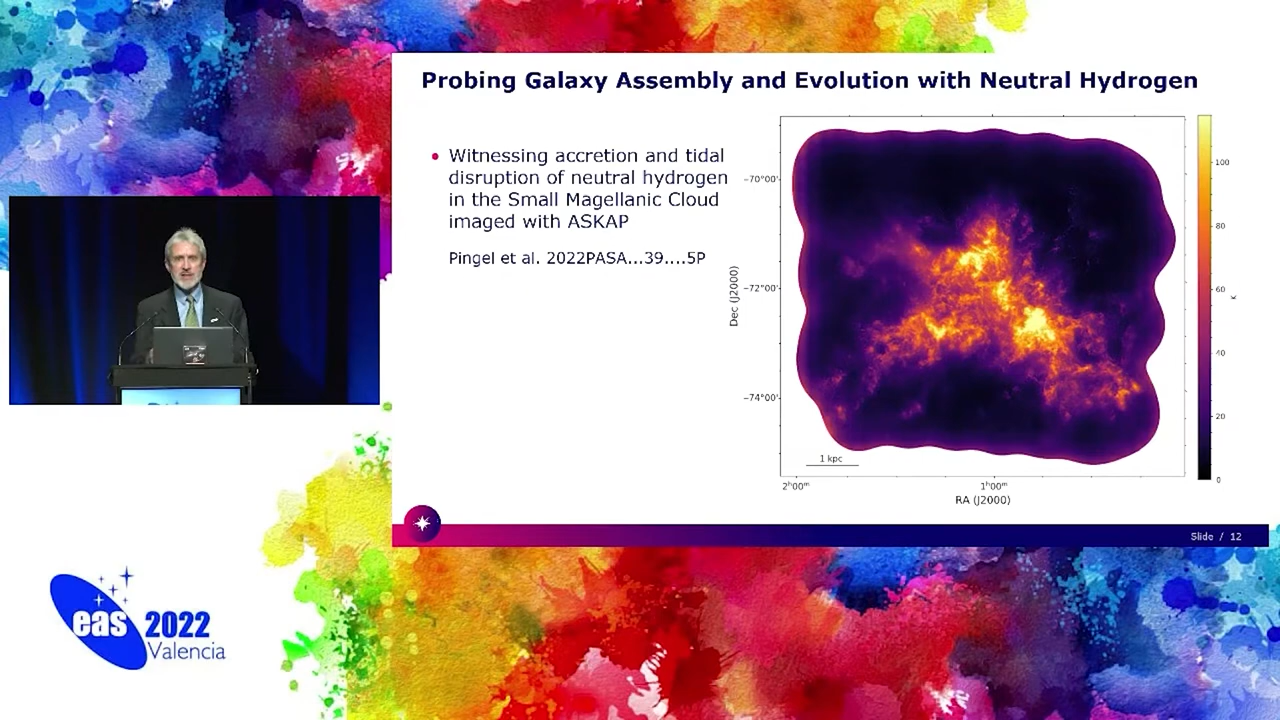 Probing Galaxy Assembly and Evolution with Neutral Hydrogen
• Witnessing accretion and tidal
disruption of neutral hydrogen
in the Small Magellanic Cloud
imaged with ASKAP
Pingel et al. 2022PASA...39....5P
Dec (J2000)
−70°00'
−72°00'
−74°00'
1 kpc
2ʰ00ᵐ
1ʰ00ᵐ
RA (J2000)
100
80
60
40
20
0
K
Slide / 12
eas 2022
Valencia